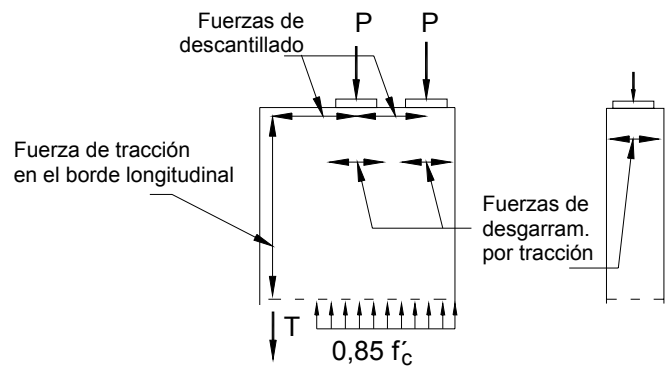 Fuerzas de
descantillado
P
P
Fuerza de tracción
en el borde longitudinal
Fuerzas de
desgarram.
por tracción
T
0,85 f´c